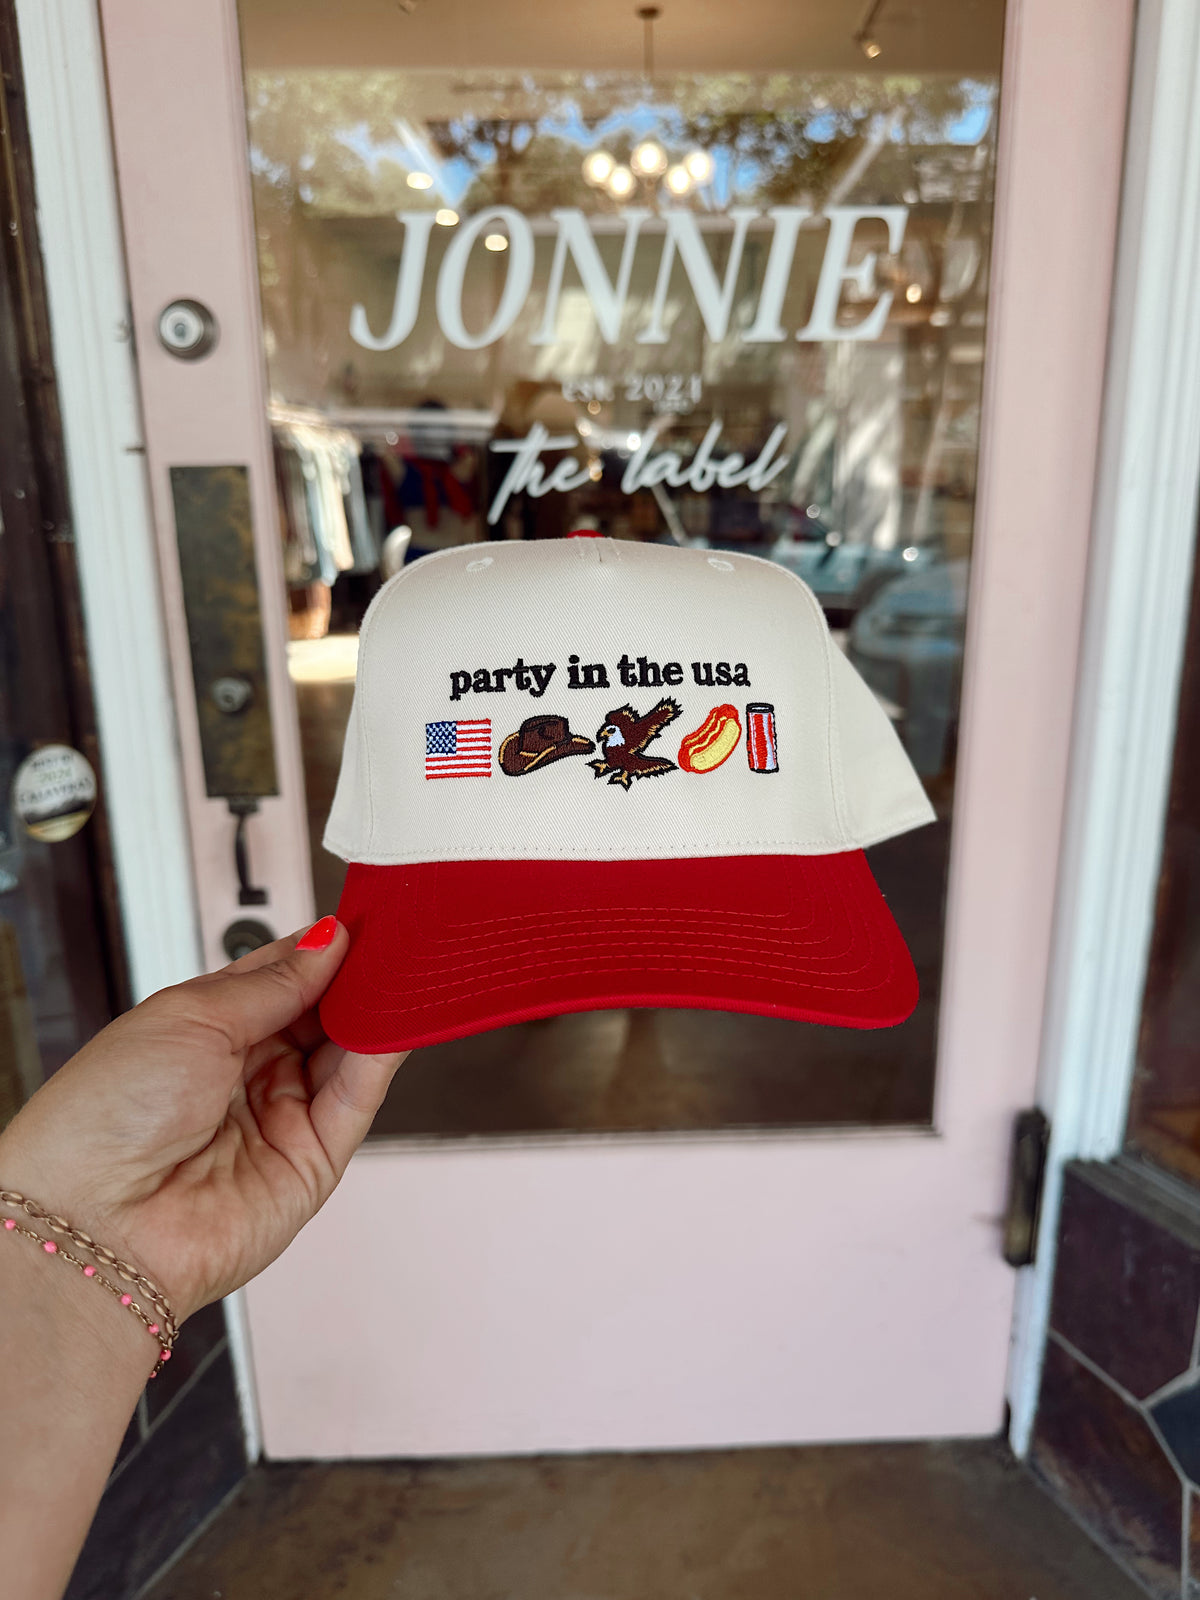 JONNIE
est. 2021
the label
party in the usa